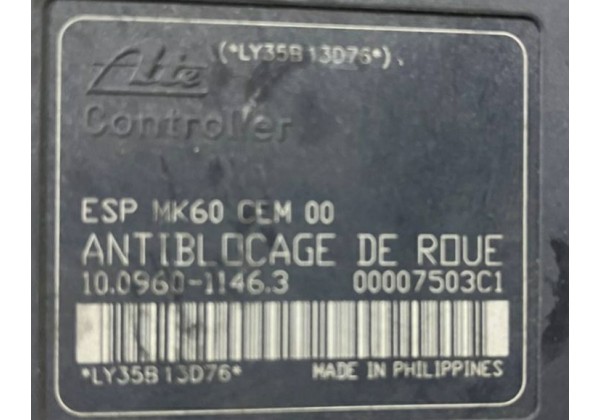 (*LY35B13D76*)
Ate
Controller
ESP MK60 CEM 00
ANTIBLOCAGE DE ROUE
10.0960-1146.3 00007503C1
*LY35B13D76* MADE IN PHILIPPINES